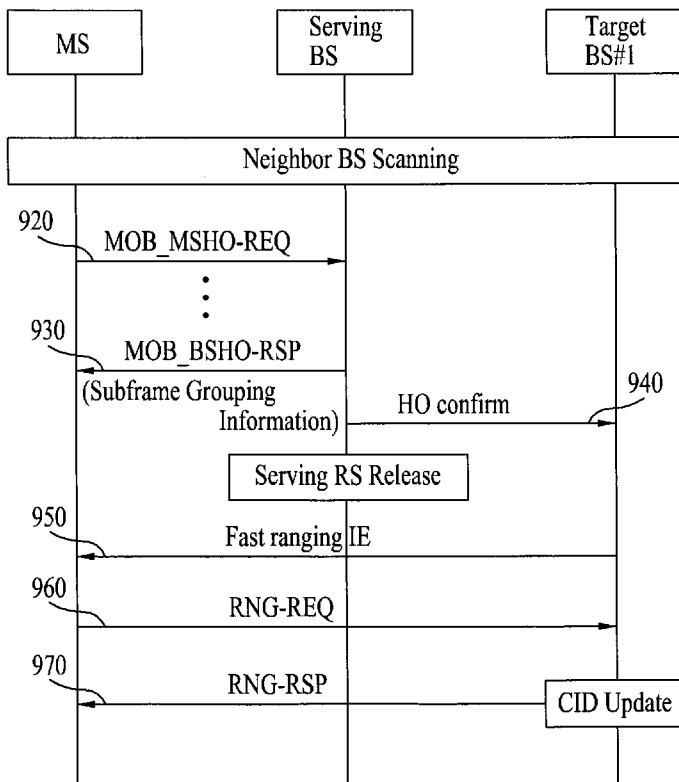 MS
Serving
BS
Target
BS#1
Neighbor BS Scanning
920
MOB_MSHO-REQ
930
MOB_BSHO-RSP
(Subframe Grouping
Information)
940
HO confirm
Serving RS Release
950
Fast ranging IE
960
RNG-REQ
970
RNG-RSP
CID Update